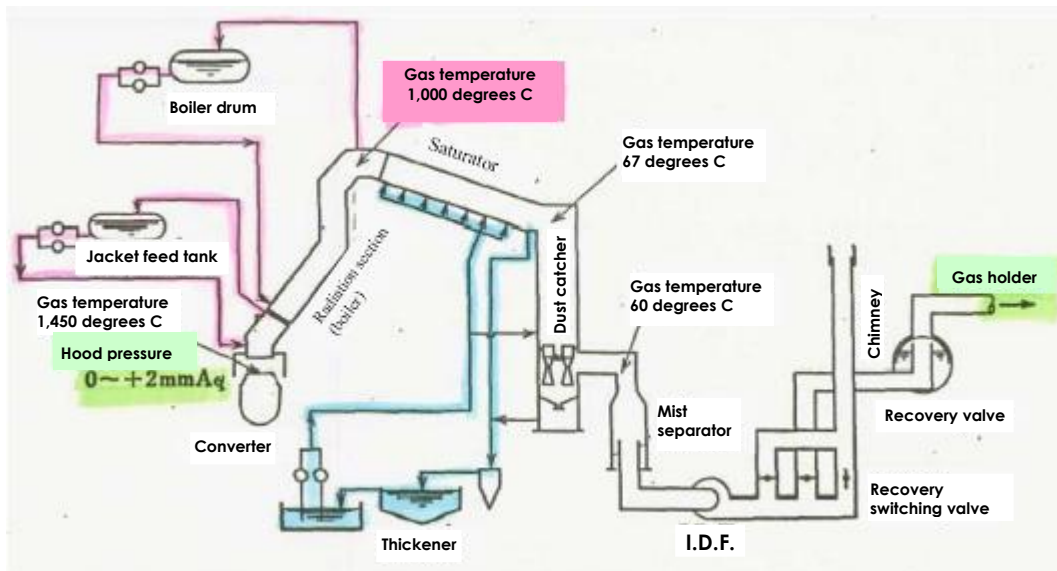 Gas temperature
1,000 degrees C
Boiler drum
Saturator
Gas temperature
67 degrees C
Jacket feed tank
Radiation section
(boiler)
Dust catcher
Gas temperature
60 degrees C
Chimney
Gas holder
Gas temperature
1,450 degrees C
Hood pressure
0～+2mmAq
Converter
Mist
separator
Recovery valve
Recovery
switching valve
Thickener
I.D.F.